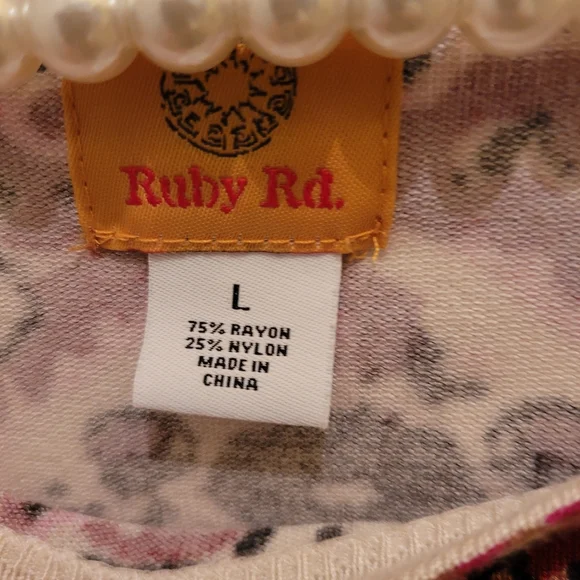 Ruby Rd.
L
75% RAYON
25% NYLON
MADE IN
CHINA